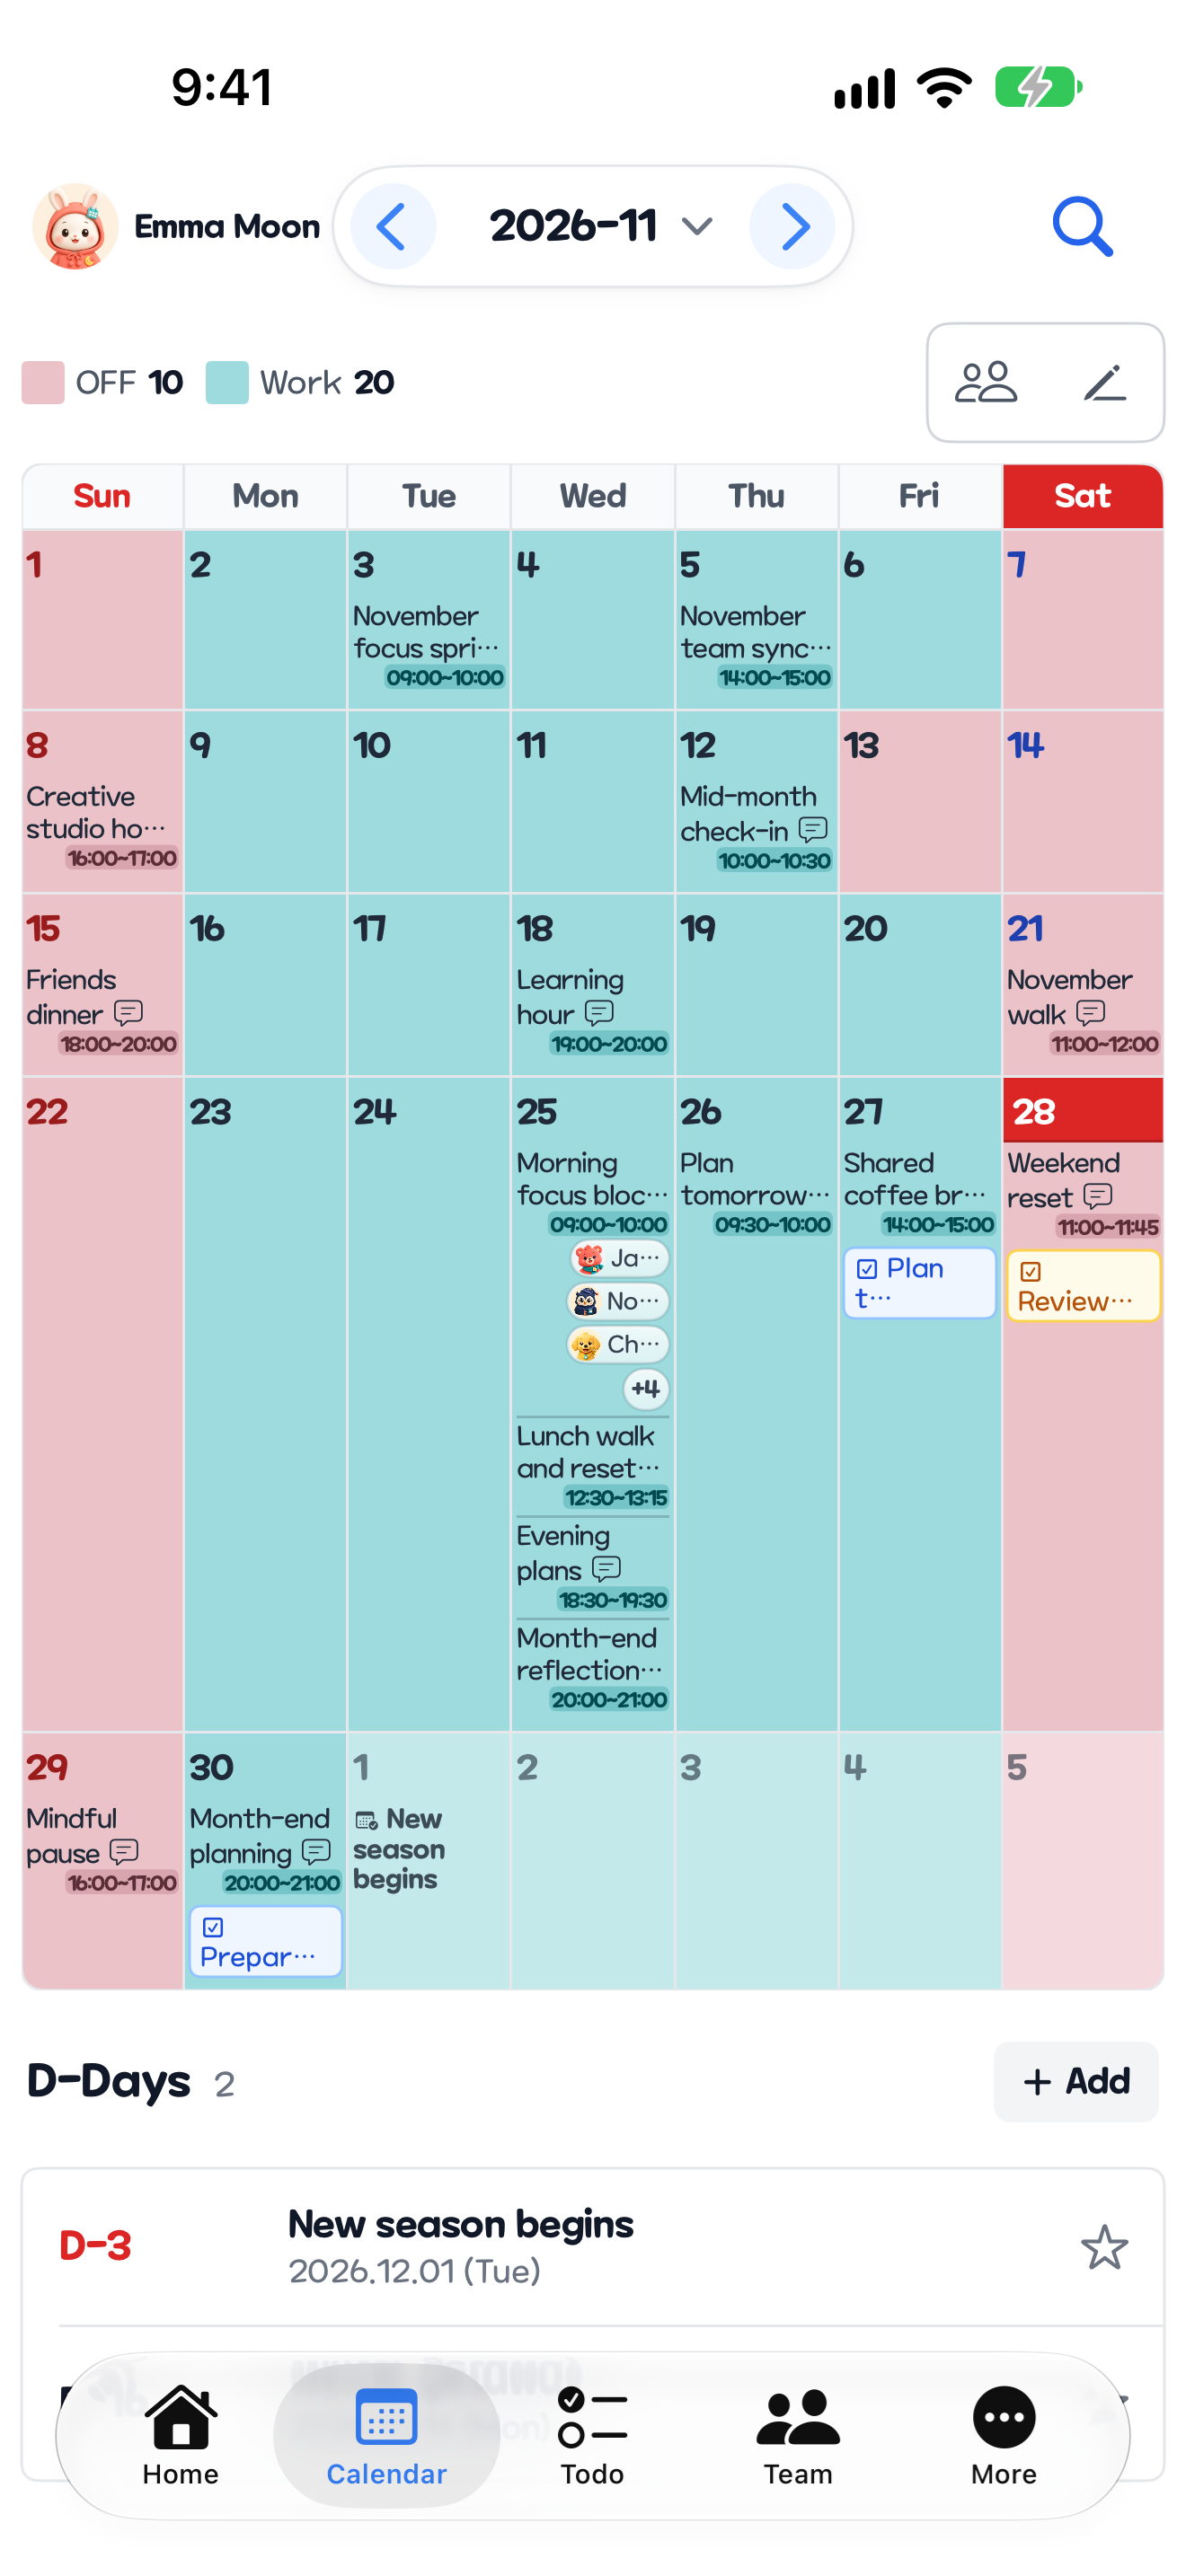 9:41
Emma Moon
2026-11
OFF 10 Work 20
Sun Mon Tue Wed Thu Fri Sat
1 2 3 4 5 6 7
November
focus spri···
09:00~10:00
November
team sync···
14:00~15:00
8 9 10 11 12 13 14
Creative
studio ho···
16:00~17:00
Mid-month
check-in
10:00~10:30
15 16 17 18 19 20 21
Friends
dinner
18:00~20:00
Learning
hour
19:00~20:00
November
walk
11:00~12:00
22 23 24 25 26 27 28
Morning
focus bloc···
09:00~10:00
Ja···
No···
Ch···
+4
Lunch walk
and reset···
12:30~13:15
Evening
plans
18:30~19:30
Month-end
reflection···
20:00~21:00
Plan
tomorrow···
09:30~10:00
Shared
coffee br···
14:00~15:00
Plan
t···
Weekend
reset
11:00~11:45
Review···
29 30 1 2 3 4 5
Mindful
pause
16:00~17:00
Month-end
planning
20:00~21:00
Prepar···
New
season
begins
D-Days 2
+ Add
D-3
New season begins
2026.12.01 (Tue)
Home Calendar Todo Team More